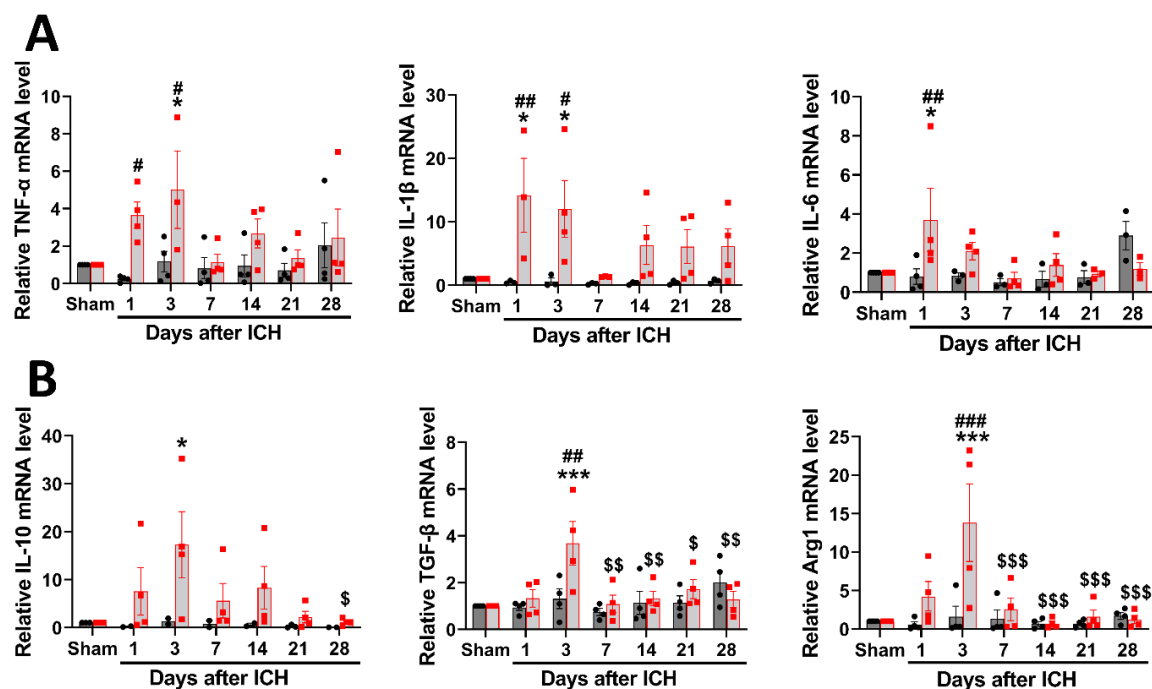 A
Relative TNF-α mRNA level
10
8
6
4
2
0
#
#
*
Sham 1 3 7 14 21 28
Days after ICH
Relative IL-1β mRNA level
30
20
10
0
##
*
#
*
Sham 1 3 7 14 21 28
Days after ICH
Relative IL-6 mRNA level
10
8
6
4
2
0
##
*
Sham 1 3 7 14 21 28
Days after ICH
B
Relative IL-10 mRNA level
40
30
20
10
0
*
$
Sham 1 3 7 14 21 28
Days after ICH
Relative TGF-β mRNA level
8
6
4
2
0
##
***
$$ $$ $ $$
Sham 1 3 7 14 21 28
Days after ICH
Relative Arg1 mRNA level
25
20
15
10
5
0
###
***
$$$ $$$ $$$ $$$
Sham 1 3 7 14 21 28
Days after ICH